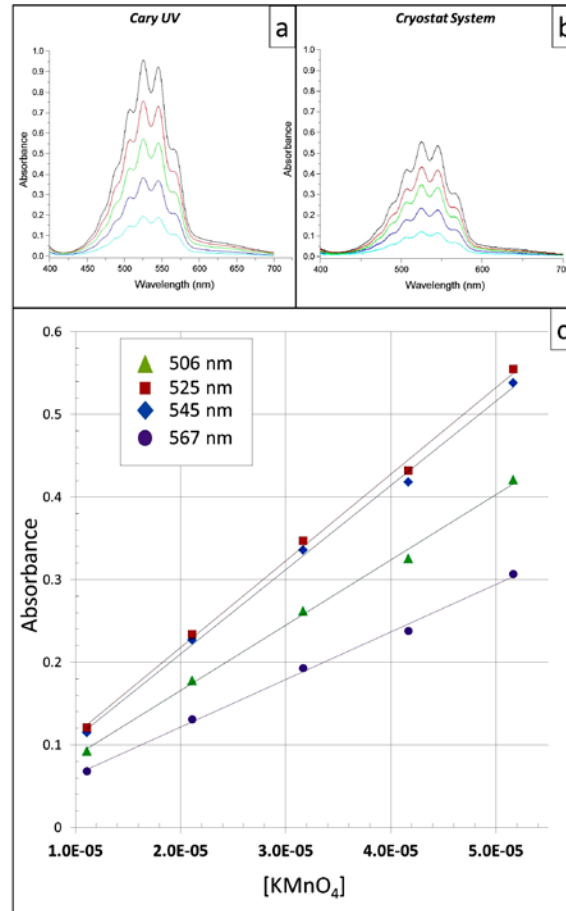 Cary UV
a
Absorbance
1.0
0.9
0.8
0.7
0.6
0.5
0.4
0.3
0.2
0.1
0.0
400 450 500 550 600 650 700
Wavelength (nm)
Cryostat System
b
Absorbance
1.0
0.9
0.8
0.7
0.6
0.5
0.4
0.3
0.2
0.1
0.0
400 500 600 700
Wavelength (nm)
d
506 nm
525 nm
545 nm
567 nm
Absorbance
0.6
0.5
0.4
0.3
0.2
0.1
0
1.0E-05 2.0E-05 3.0E-05 4.0E-05 5.0E-05
[KMnO₄]